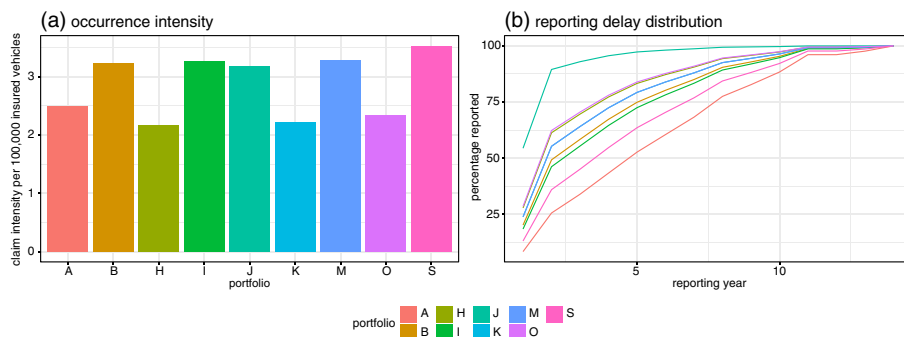 (a) occurrence intensity
claim intensity per 100,000 insured vehicles
3
2
1
0
A B H I J K M O S
portfolio
(b) reporting delay distribution
percentage reported
100
75
50
25
5 10
reporting year
portfolio
A H J M S
B I K O